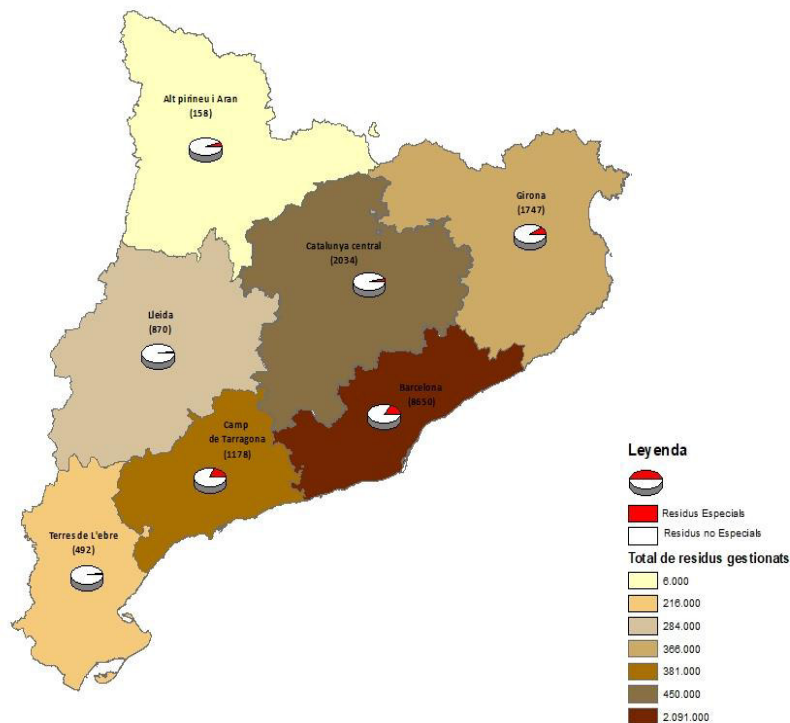 Alt pirineu i Aran
(158)
Girona
(1747)
Catalunya central
(2034)
Lleida
(870)
Barcelona
(8650)
Camp
de Tarragona
(1178)
Terres de L'ebre
(492)
Leyenda
Residus Especials
Residus no Especials
Total de residus gestionats
6.000
216.000
284.000
366.000
381.000
450.000
2.091.000